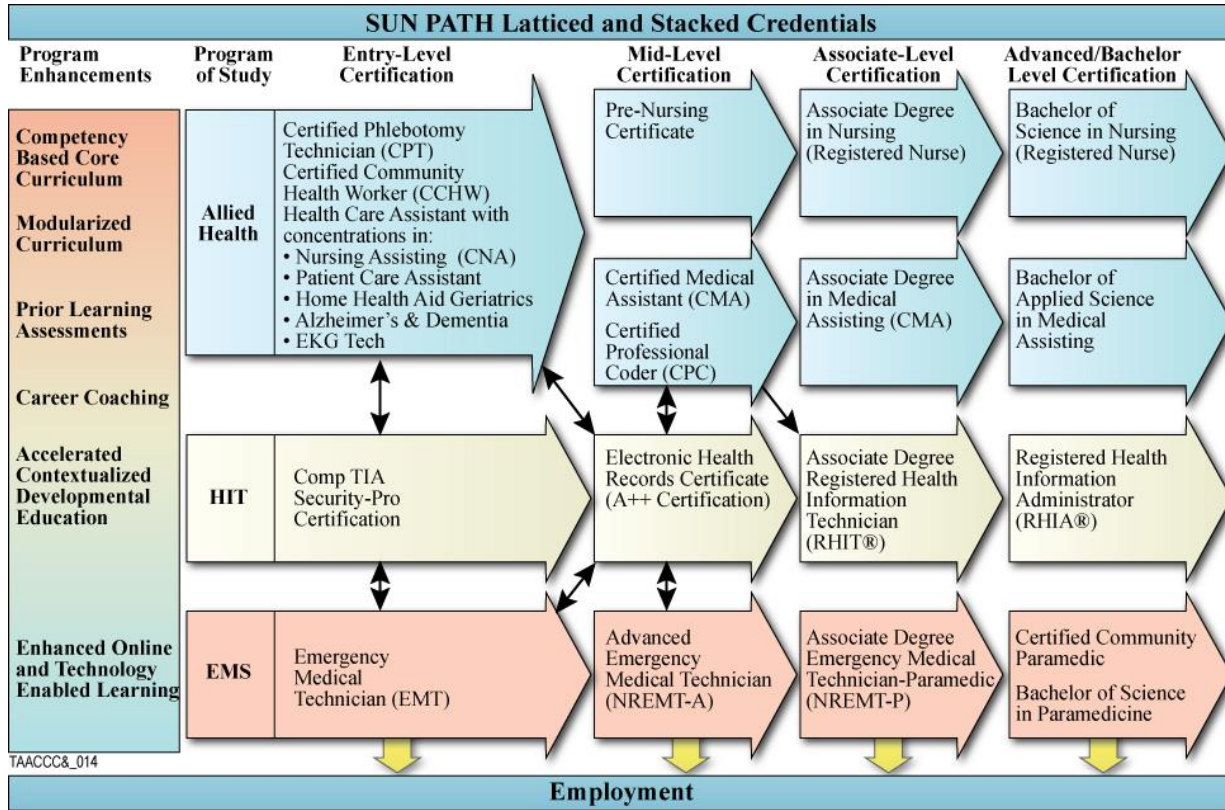 SUN PATH Latticed and Stacked Credentials
Program
Enhancements
Program
of Study
Entry-Level
Certification
Mid-Level
Certification
Associate-Level
Certification
Advanced/Bachelor
Level Certification
Competency
Based Core
Curriculum
Modularized
Curriculum
Prior Learning
Assessments
Career Coaching
Accelerated
Contextualized
Developmental
Education
Enhanced Online
and Technology
Enabled Learning
Allied
Health
Certified Phlebotomy
Technician (CPT)
Certified Community
Health Worker (CCHW)
Health Care Assistant with
concentrations in:
• Nursing Assisting (CNA)
• Patient Care Assistant
• Home Health Aid Geriatrics
• Alzheimer's & Dementia
• EKG Tech
Pre-Nursing
Certificate
Associate Degree
in Nursing
(Registered Nurse)
Bachelor of
Science in Nursing
(Registered Nurse)
Certified Medical
Assistant (CMA)
Certified
Professional
Coder (CPC)
Associate Degree
in Medical
Assisting (CMA)
Bachelor of
Applied Science
in Medical
Assisting
HIT
Comp TIA
Security-Pro
Certification
Electronic Health
Records Certificate
(A++ Certification)
Associate Degree
Registered Health
Information
Technician
(RHIT®)
Registered Health
Information
Administrator
(RHIA®)
EMS
Emergency
Medical
Technician (EMT)
Advanced
Emergency
Medical Technician
(NREMT-A)
Associate Degree
Emergency Medical
Technician-Paramedic
(NREMT-P)
Certified Community
Paramedic
Bachelor of Science
in Paramedicine
TAACCC&_014
Employment